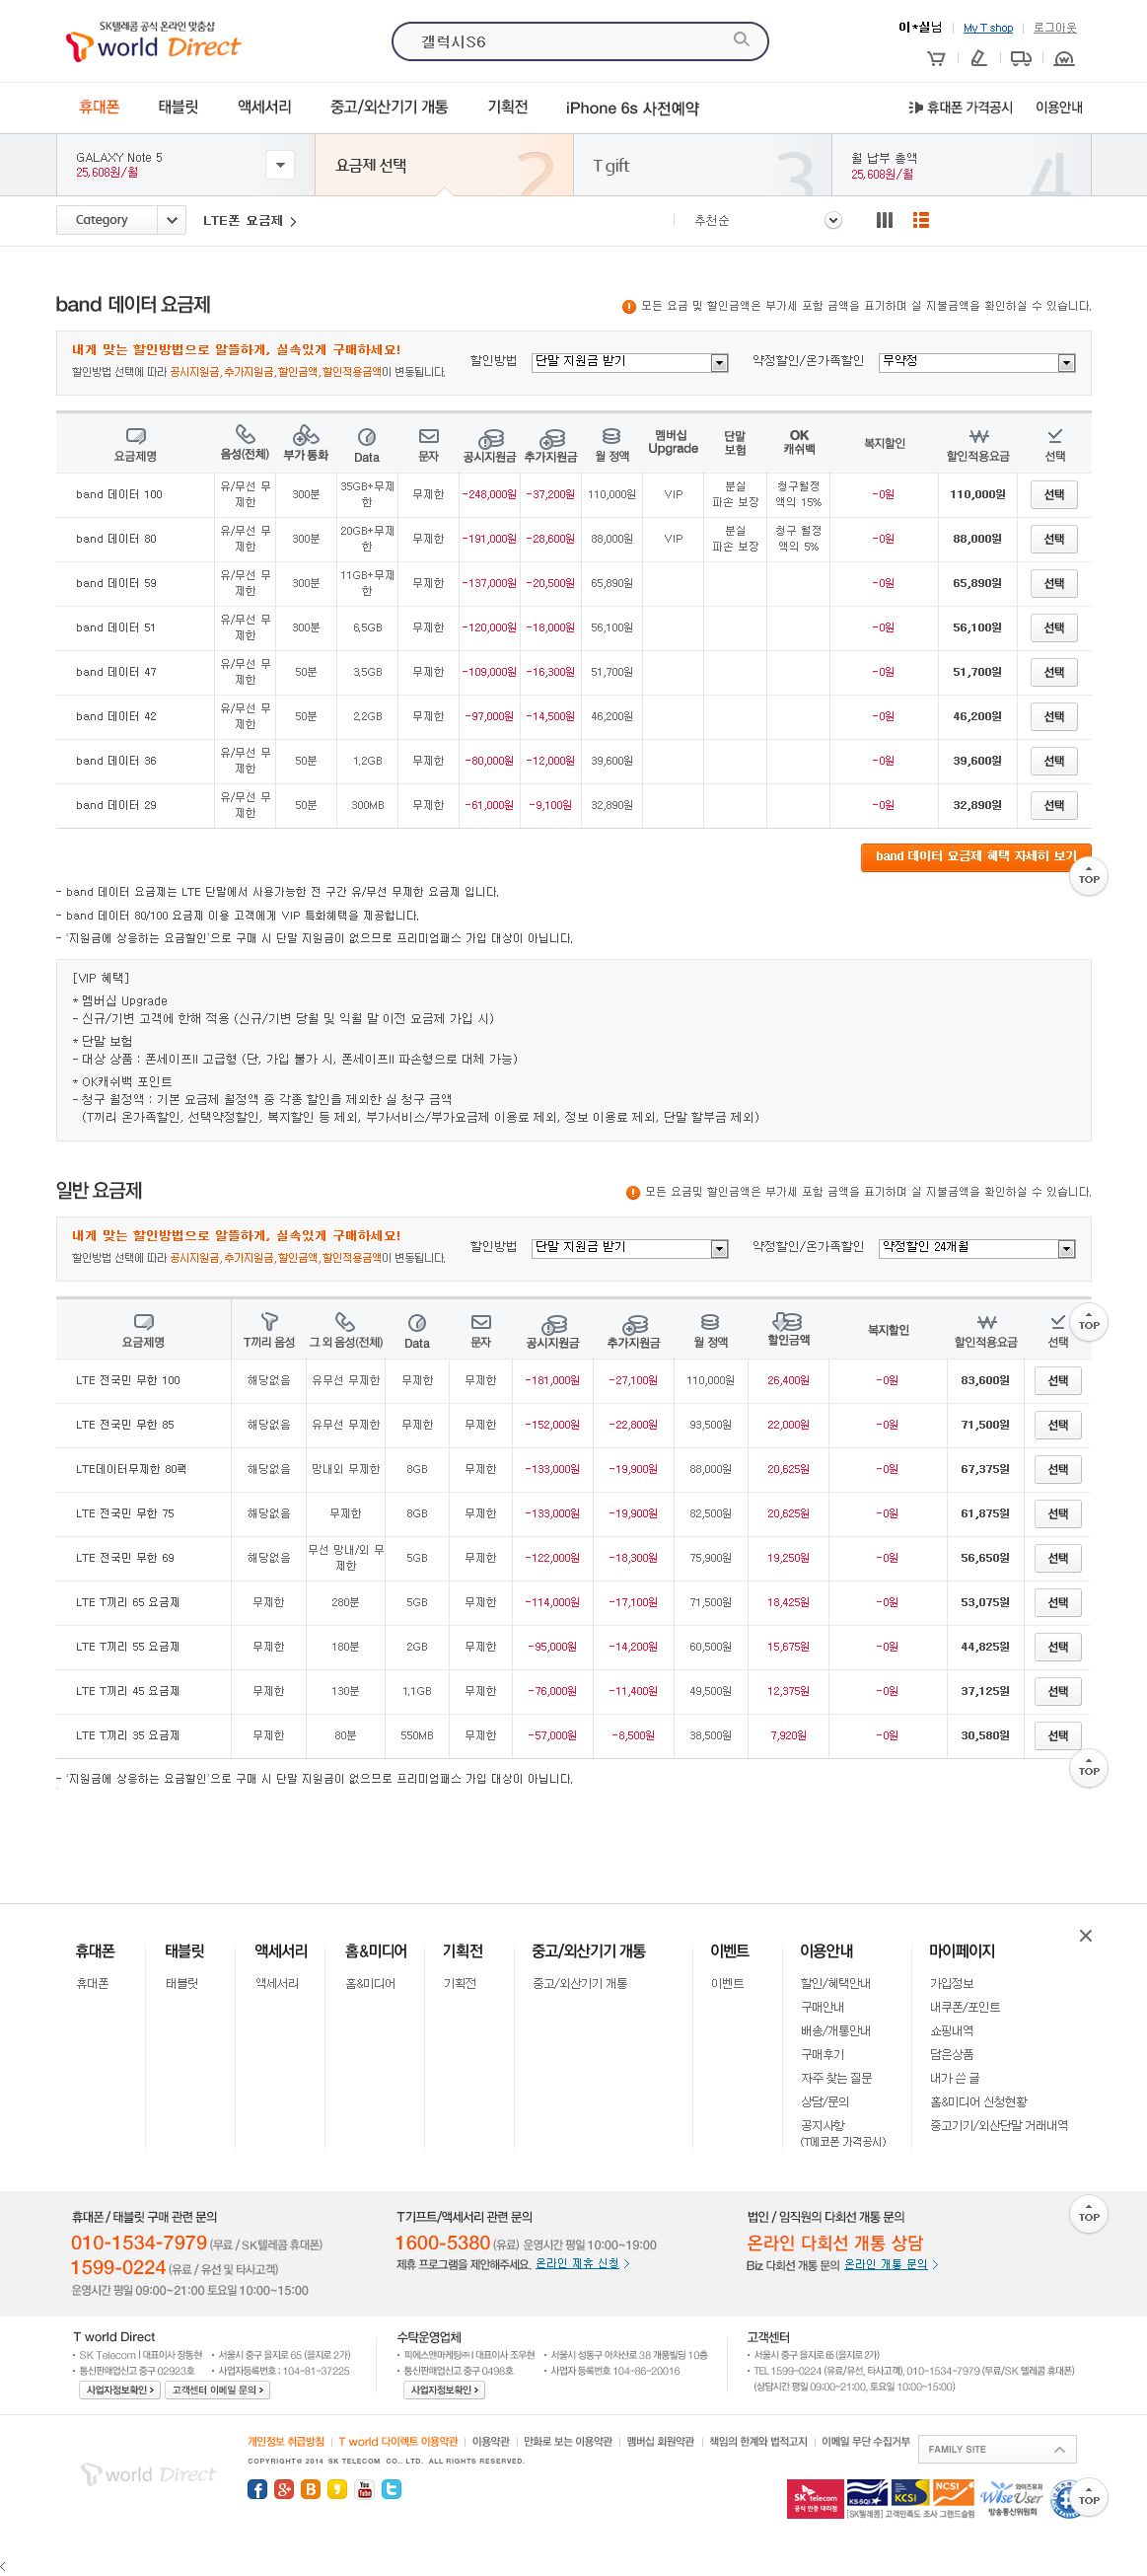 SK텔레콤 공식 온라인 맞춤샵
T world Direct
갤럭시S6
이*실님 My T shop 로그아웃
휴대폰 태블릿 액세서리 중고/외산기기 개통 기획전 iPhone 6s 사전예약 휴대폰 가격공시 이용안내
GALAXY Note 5
25,608원/월
요금제 선택 2
T gift 3
월 납부 총액
25,608원/월
4
Category LTE폰 요금제 추천순
band 데이터 요금제
모든 요금 및 할인금액은 부가세 포함 금액을 표기하며 실 지불금액을 확인하실 수 있습니다.
내게 맞는 할인방법으로 알뜰하게, 실속있게 구매하세요!
할인방법 선택에 따라 공시지원금, 추가지원금, 할인금액, 할인적용금액이 변동됩니다.
할인방법 단말 지원금 받기 약정할인/온가족할인 무약정
요금제명 음성(전체) 부가 통화 Data 문자 공시지원금 추가지원금 월 정액 멤버십 Upgrade 단말 보험 OK 캐쉬백 복지할인 할인적용요금 선택
band 데이터 100 유/무선 무제한 300분 35GB+무제한 무제한 -248,000원 -37,200원 110,000원 VIP 분실 파손 보장 청구월정액의 15% -0원 110,000원 선택
band 데이터 80 유/무선 무제한 300분 20GB+무제한 무제한 -191,000원 -28,600원 88,000원 VIP 분실 파손 보장 청구 월정액의 5% -0원 88,000원 선택
band 데이터 59 유/무선 무제한 300분 11GB+무제한 무제한 -137,000원 -20,500원 65,890원 -0원 65,890원 선택
band 데이터 51 유/무선 무제한 300분 6.5GB 무제한 -120,000원 -18,000원 56,100원 -0원 56,100원 선택
band 데이터 47 유/무선 무제한 50분 3.5GB 무제한 -109,000원 -16,300원 51,700원 -0원 51,700원 선택
band 데이터 42 유/무선 무제한 50분 2.2GB 무제한 -97,000원 -14,500원 46,200원 -0원 46,200원 선택
band 데이터 36 유/무선 무제한 50분 1.2GB 무제한 -80,000원 -12,000원 39,600원 -0원 39,600원 선택
band 데이터 29 유/무선 무제한 50분 300MB 무제한 -61,000원 -9,100원 32,890원 -0원 32,890원 선택
band 데이터 요금제 혜택 자세히 보기
TOP
- band 데이터 요금제는 LTE 단말에서 사용가능한 전 구간 유/무선 무제한 요금제 입니다.
- band 데이터 80/100 요금제 이용 고객에게 VIP 특화혜택을 제공합니다.
- '지원금에 상응하는 요금할인'으로 구매 시 단말 지원금이 없으므로 프리미엄패스 가입 대상이 아닙니다.
[VIP 혜택]
* 멤버십 Upgrade
- 신규/기변 고객에 한해 적용 (신규/기변 당월 및 익월 말 이전 요금제 가입 시)
* 단말 보험
- 대상 상품 : 폰세이프II 고급형 (단, 가입 불가 시, 폰세이프II 파손형으로 대체 가능)
* OK캐쉬백 포인트
- 청구 월정액 : 기본 요금제 월정액 중 각종 할인을 제외한 실 청구 금액
(T끼리 온가족할인, 선택약정할인, 복지할인 등 제외, 부가서비스/부가요금제 이용료 제외, 정보 이용료 제외, 단말 할부금 제외)
일반 요금제
모든 요금및 할인금액은 부가세 포함 금액을 표기하며 실 지불금액을 확인하실 수 있습니다.
내게 맞는 할인방법으로 알뜰하게, 실속있게 구매하세요!
할인방법 선택에 따라 공시지원금, 추가지원금, 할인금액, 할인적용금액이 변동됩니다.
할인방법 단말 지원금 받기 약정할인/온가족할인 약정할인 24개월
요금제명 T끼리 음성 그 외 음성(전체) Data 문자 공시지원금 추가지원금 월 정액 할인금액 복지할인 할인적용요금 선택
TOP
LTE 전국민 무한 100 해당없음 유무선 무제한 무제한 무제한 -181,000원 -27,100원 110,000원 26,400원 -0원 83,600원 선택
LTE 전국민 무한 85 해당없음 유무선 무제한 무제한 무제한 -152,000원 -22,800원 93,500원 22,000원 -0원 71,500원 선택
LTE데이터무제한 80팩 해당없음 망내외 무제한 8GB 무제한 -133,000원 -19,900원 88,000원 20,625원 -0원 67,375원 선택
LTE 전국민 무한 75 해당없음 무제한 8GB 무제한 -133,000원 -19,900원 82,500원 20,625원 -0원 61,875원 선택
LTE 전국민 무한 69 해당없음 무선 망내/외 무제한 5GB 무제한 -122,000원 -18,300원 75,900원 19,250원 -0원 56,650원 선택
LTE T끼리 65 요금제 무제한 280분 5GB 무제한 -114,000원 -17,100원 71,500원 18,425원 -0원 53,075원 선택
LTE T끼리 55 요금제 무제한 180분 2GB 무제한 -95,000원 -14,200원 60,500원 15,675원 -0원 44,825원 선택
LTE T끼리 45 요금제 무제한 130분 1.1GB 무제한 -76,000원 -11,400원 49,500원 12,375원 -0원 37,125원 선택
LTE T끼리 35 요금제 무제한 80분 550MB 무제한 -57,000원 -8,500원 38,500원 7,920원 -0원 30,580원 선택
TOP
- '지원금에 상응하는 요금할인'으로 구매 시 단말 지원금이 없으므로 프리미엄패스 가입 대상이 아닙니다.
휴대폰 태블릿 액세서리 홈&미디어 기획전 중고/외산기기 개통 이벤트 이용안내 마이페이지
휴대폰 태블릿 액세서리 홈&미디어 기획전 중고/외산기기 개통 이벤트 할인/혜택안내 가입정보
구매안내 내쿠폰/포인트
배송/개통안내 쇼핑내역
구매후기 담은상품
자주 찾는 질문 내가 쓴 글
상담/문의 홈&미디어 신청현황
공지사항 중고기기/외산단말 거래내역
(T에코폰 가격공시)
휴대폰 / 태블릿 구매 관련 문의
010-1534-7979 (무료 / SK텔레콤 휴대폰)
1599-0224 (유료 / 유선 및 타사고객)
운영시간 평일 09:00~21:00 토요일 10:00~15:00
T기프트/액세서리 관련 문의
1600-5380 (유료) 운영시간 평일 10:00~19:00
제휴 프로그램을 제안해주세요. 온라인 제휴 신청
법인 / 임직원의 다회선 개통 문의
온라인 다회선 개통 상담
Biz 다회선 개통 문의 온라인 개통 문의
TOP
T world Direct
SK Telecom | 대표이사 장동현 서울시 중구 을지로 65 (을지로 2가)
통신판매업신고 중구 02923호 사업자등록번호 : 104-81-37225
사업자정보확인 고객센터 이메일 문의
수탁운영업체
피에스앤마케팅㈜ | 대표이사 조우현 서울시 성동구 아차산로 38 개풍빌딩 10층
통신판매업신고 중구 0498호 사업자 등록번호 104-86-20016
사업자정보확인
고객센터
서울시 중구 을지로 65 (을지로2가)
TEL 1599-0224 (유료/유선, 타사고객), 010-1534-7979 (무료/SK 텔레콤 휴대폰)
(상담시간 평일 09:00~21:00, 토요일 10:00~15:00)
개인정보 취급방침 T world 다이렉트 이용약관 이용약관 만화로 보는 이용약관 멤버십 회원약관 책임의 한계와 법적고지 이메일 무단 수집거부
FAMILY SITE
COPYRIGHT@ 2014 SK TELECOM CO., LTD. ALL RIGHTS RESERVED.
T world Direct
SK telecom
공식 인증 대리점
KS-SQI KCSI NCSI
[SK텔레콤] 고객만족도 조사 그랜드슬램
와이즈유저
WiseUser
방송통신위원회
TOP